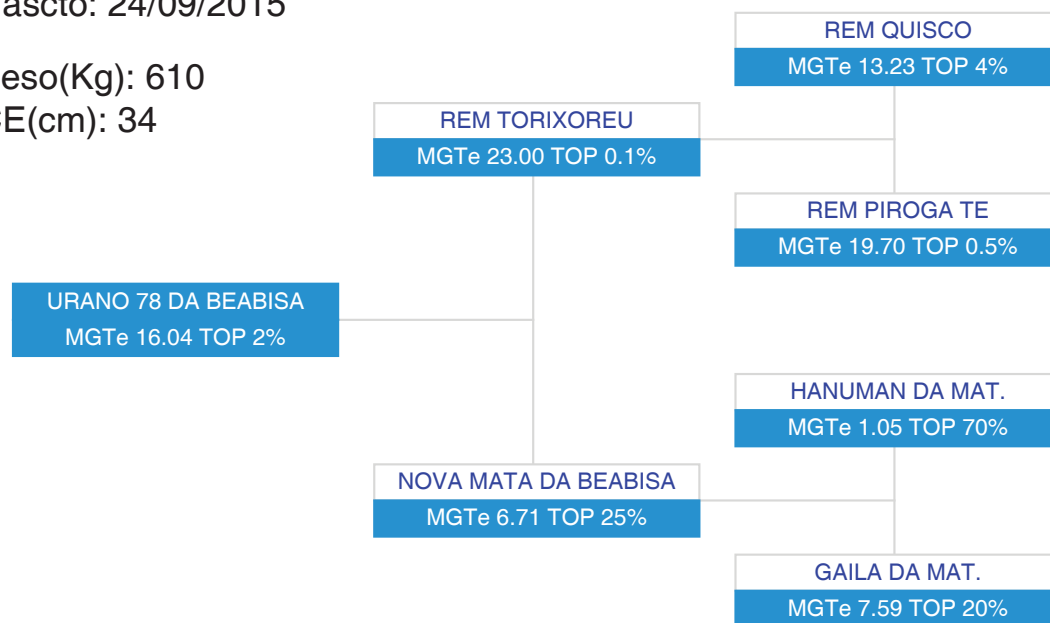 ascto: 24/09/2015
eso(Kg): 610
E(cm): 34
REM QUISCO
MGTe 13.23 TOP 4%
REM TORIXOREU
MGTe 23.00 TOP 0.1%
REM PIROGA TE
MGTe 19.70 TOP 0.5%
URANO 78 DA BEABISA
MGTe 16.04 TOP 2%
HANUMAN DA MAT.
MGTe 1.05 TOP 70%
NOVA MATA DA BEABISA
MGTe 6.71 TOP 25%
GAILA DA MAT.
MGTe 7.59 TOP 20%